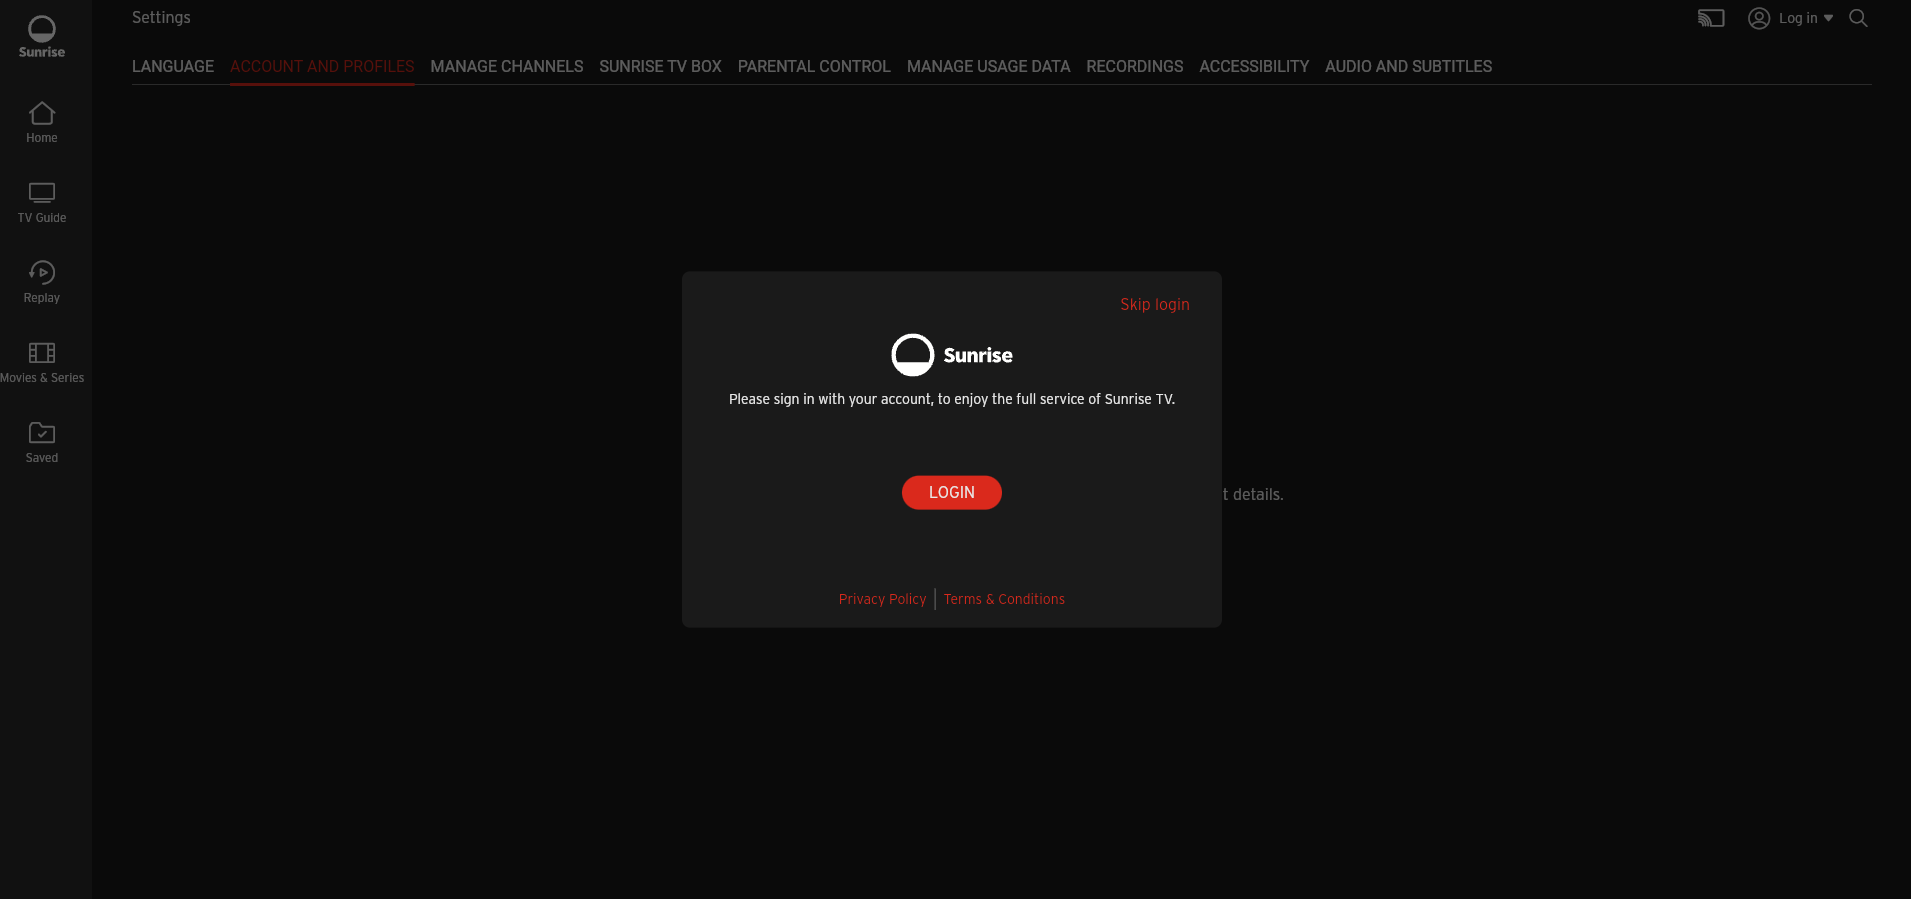 Sunrise
Settings
Log in
LANGUAGE ACCOUNT AND PROFILES MANAGE CHANNELS SUNRISE TV BOX PARENTAL CONTROL MANAGE USAGE DATA RECORDINGS ACCESSIBILITY AUDIO AND SUBTITLES
Home
TV Guide
Replay
Movies & Series
Saved
Skip login
Sunrise
Please sign in with your account, to enjoy the full service of Sunrise TV.
LOGIN
details.
Privacy Policy | Terms & Conditions